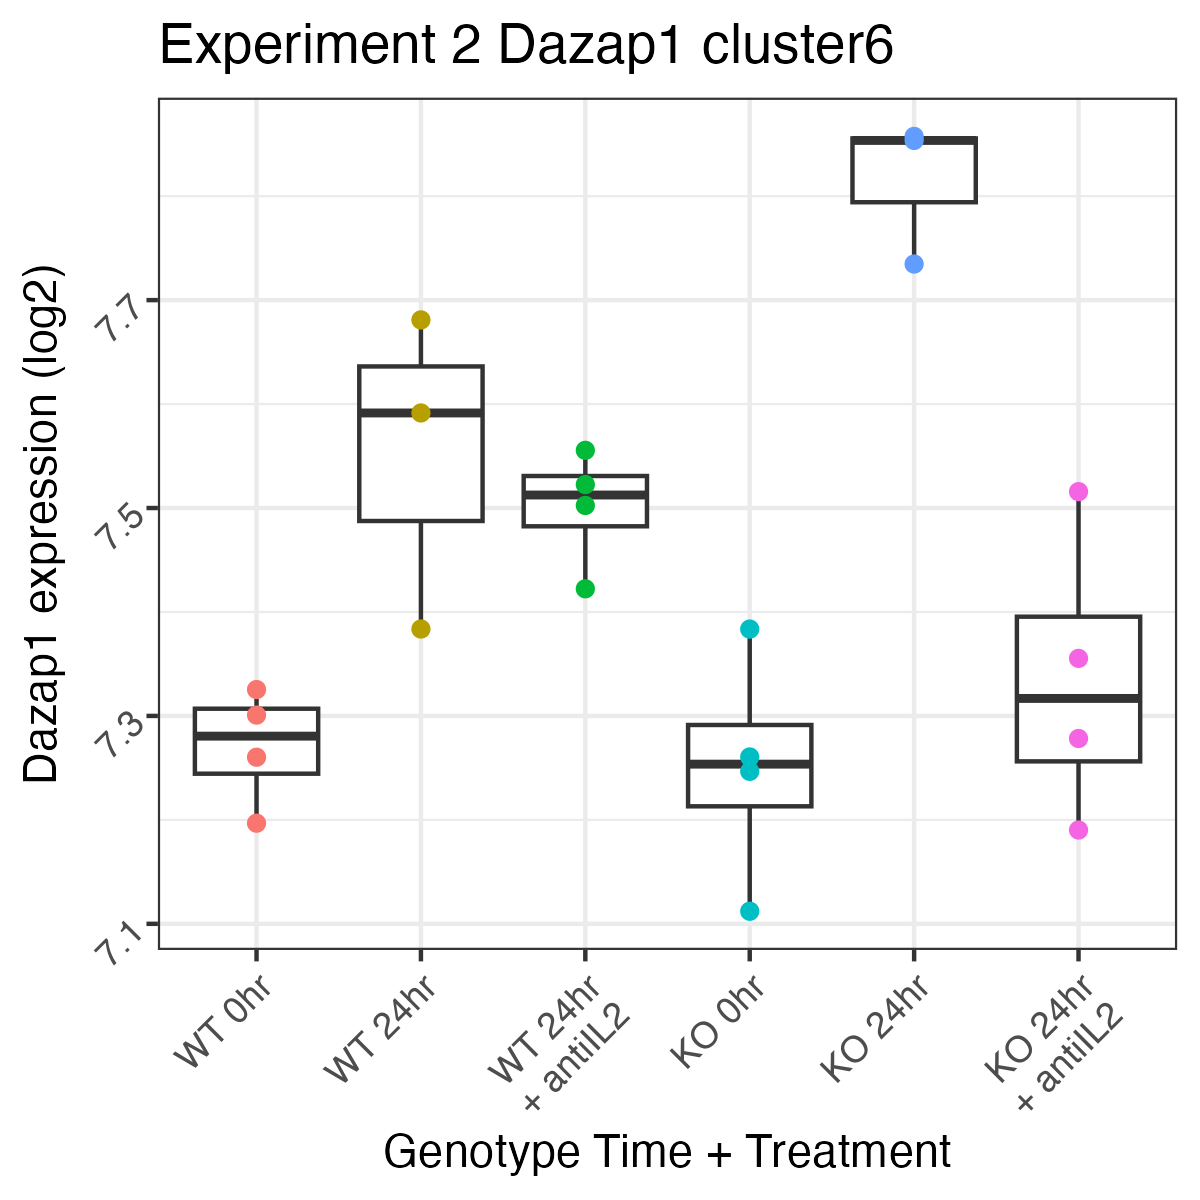 Experiment 2 Dazap1 cluster6
Dazap1 expression (log2)
7.7
7.5
7.3
7.1
WT 0hr
WT 24hr
WT 24hr
+ antiIL2
KO 0hr
KO 24hr
KO 24hr
+ antiIL2
Genotype Time + Treatment